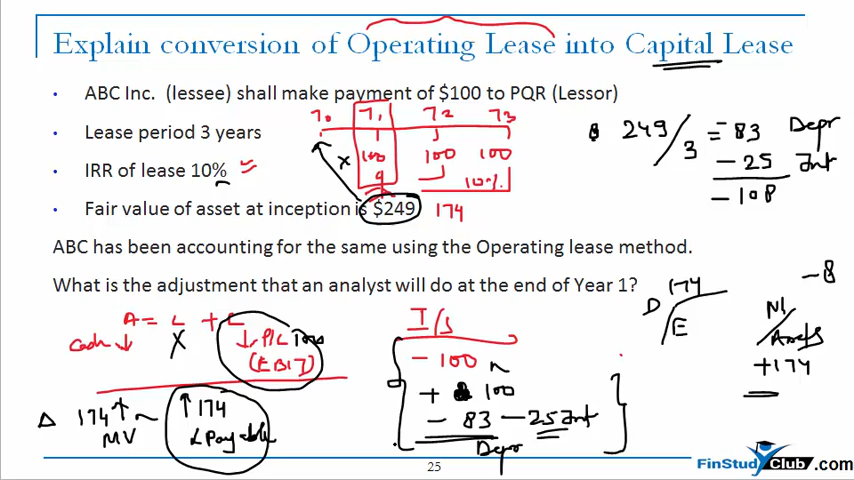 Explain conversion of Operating Lease into Capital Lease
• ABC Inc. (lessee) shall make payment of $100 to PQR (Lessor)
• Lease period 3 years
• IRR of lease 10%
• Fair value of asset at inception is $249
ABC has been accounting for the same using the Operating lease method.
What is the adjustment that an analyst will do at the end of Year 1?
T0 T1 T2 T3
X 100 100 100
10%
174
249/3 = -83 Depr
-25 Int
-108
-8
A = L +
Cash ↓ X ↓ P/L
(EBIT)
Δ 174 ↑ ↑ 174
MV L Payable
I/S
- 100
+ 100
- 83 - 25 Int
Depr
D 174
E
NI
Assets
+174
25
FinStudyClub.com